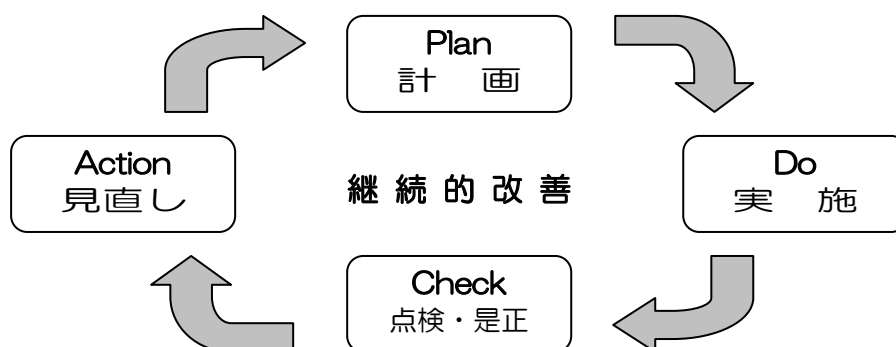 Plan
計　画
Action
見直し
継続的改善
Do
実　施
Check
点検・是正